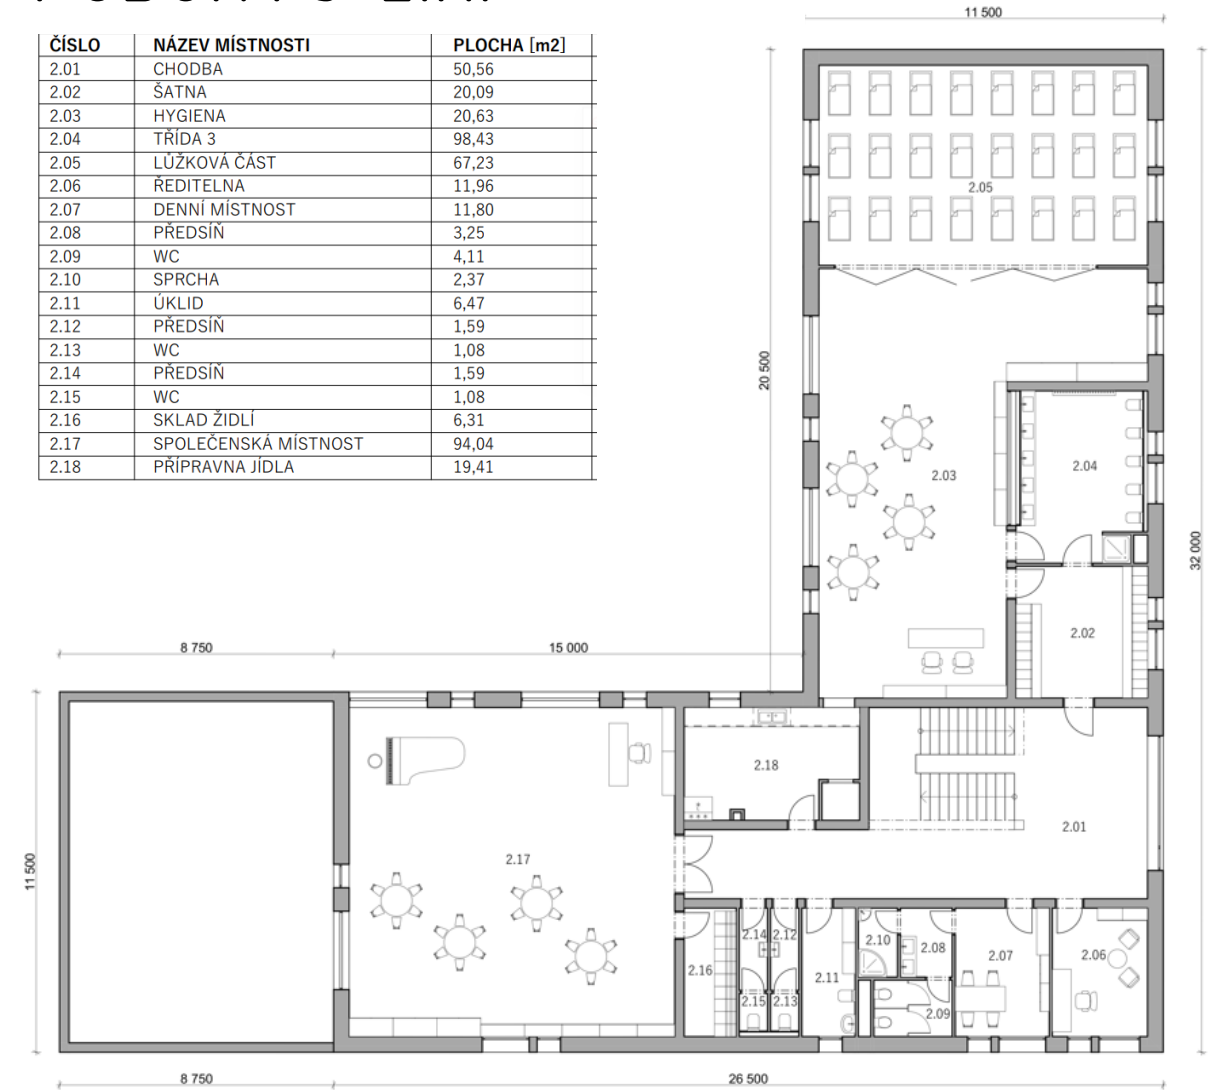 11 500
ČÍSLO NÁZEV MÍSTNOSTI PLOCHA [m2]
2.01 CHODBA 50,56
2.02 ŠATNA 20,09
2.03 HYGIENA 20,63
2.04 TŘÍDA 3 98,43
2.05 LŮŽKOVÁ ČÁST 67,23
2.06 ŘEDITELNA 11,96
2.07 DENNÍ MÍSTNOST 11,80
2.08 PŘEDSÍŇ 3,25
2.09 WC 4,11
2.10 SPRCHA 2,37
2.11 ÚKLID 6,47
2.12 PŘEDSÍŇ 1,59
2.13 WC 1,08
2.14 PŘEDSÍŇ 1,59
2.15 WC 1,08
2.16 SKLAD ŽIDLÍ 6,31
2.17 SPOLEČENSKÁ MÍSTNOST 94,04
2.18 PŘÍPRAVNA JÍDLA 19,41
2.05
20 500
2.03
2.04
32 000
2.02
8 750
15 000
2.18
2.01
11 500
2.17
2.14
2.12
2.10
2.08
2.07
2.06
2.16
2.11
2.15
2.13
2.09
8 750
26 500